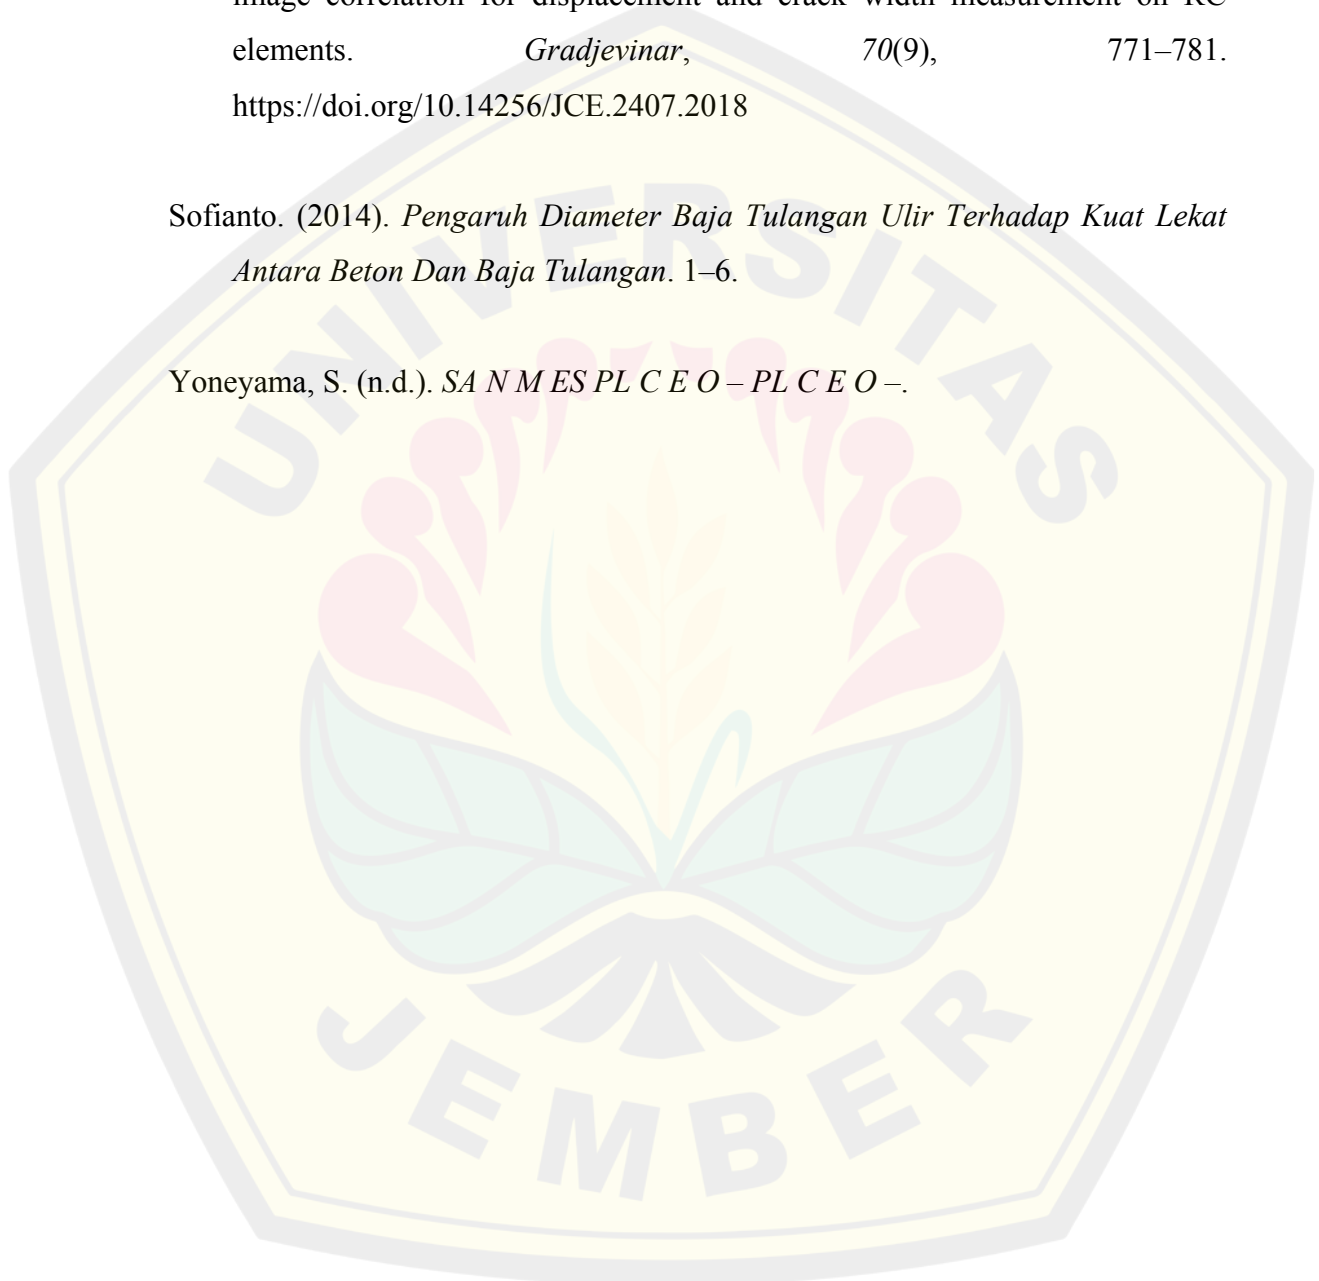 image correlation for displacement and crack width measurement on RC
elements. Gradjevinar, 70(9), 771–781.
https://doi.org/10.14256/JCE.2407.2018
Sofianto. (2014). Pengaruh Diameter Baja Tulangan Ulir Terhadap Kuat Lekat
Antara Beton Dan Baja Tulangan. 1–6.
Yoneyama, S. (n.d.). SA N M ES PL C E O – PL C E O –.
UNIVERSITAS
JEMBER